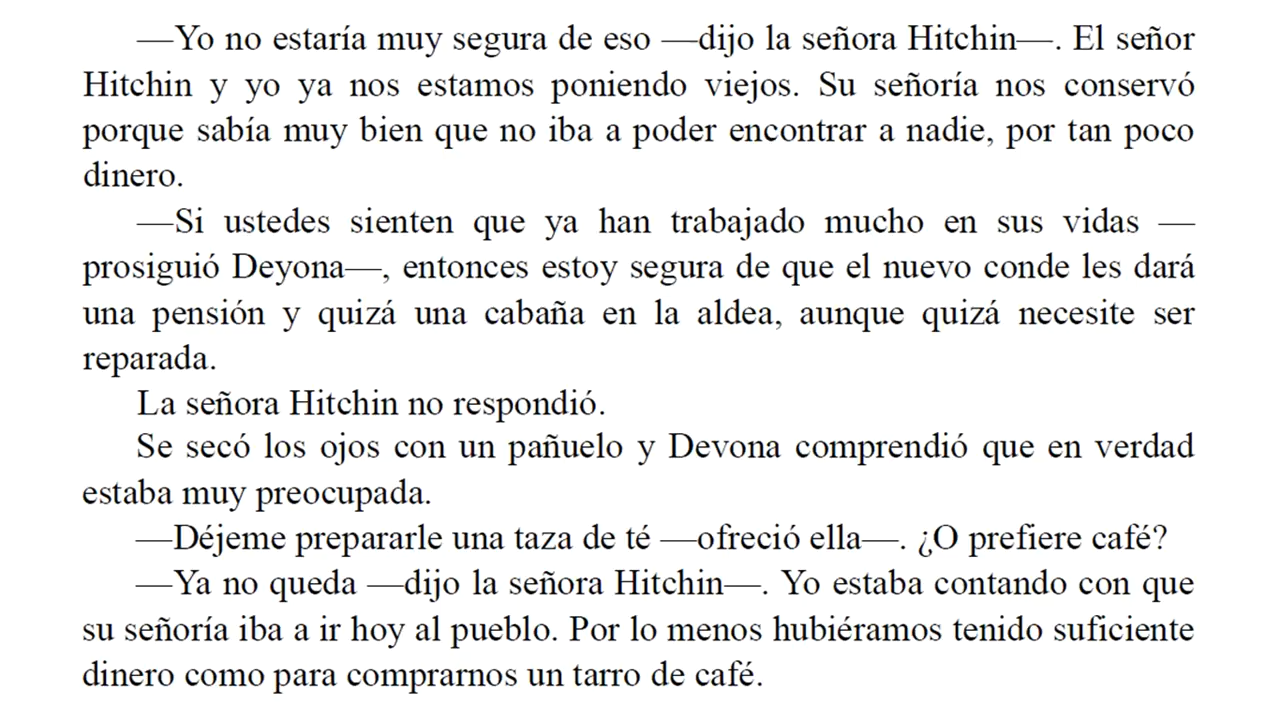 —Yo no estaría muy segura de eso —dijo la señora Hitchin—. El señor
Hitchin y yo ya nos estamos poniendo viejos. Su señoría nos conservó
porque sabía muy bien que no iba a poder encontrar a nadie, por tan poco
dinero.
—Si ustedes sienten que ya han trabajado mucho en sus vidas —
prosiguió Deyona—, entonces estoy segura de que el nuevo conde les dará
una pensión y quizá una cabaña en la aldea, aunque quizá necesite ser
reparada.
La señora Hitchin no respondió.
Se secó los ojos con un pañuelo y Devona comprendió que en verdad
estaba muy preocupada.
—Déjeme prepararle una taza de té —ofreció ella—. ¿O prefiere café?
—Ya no queda —dijo la señora Hitchin—. Yo estaba contando con que
su señoría iba a ir hoy al pueblo. Por lo menos hubiéramos tenido suficiente
dinero como para comprarnos un tarro de café.